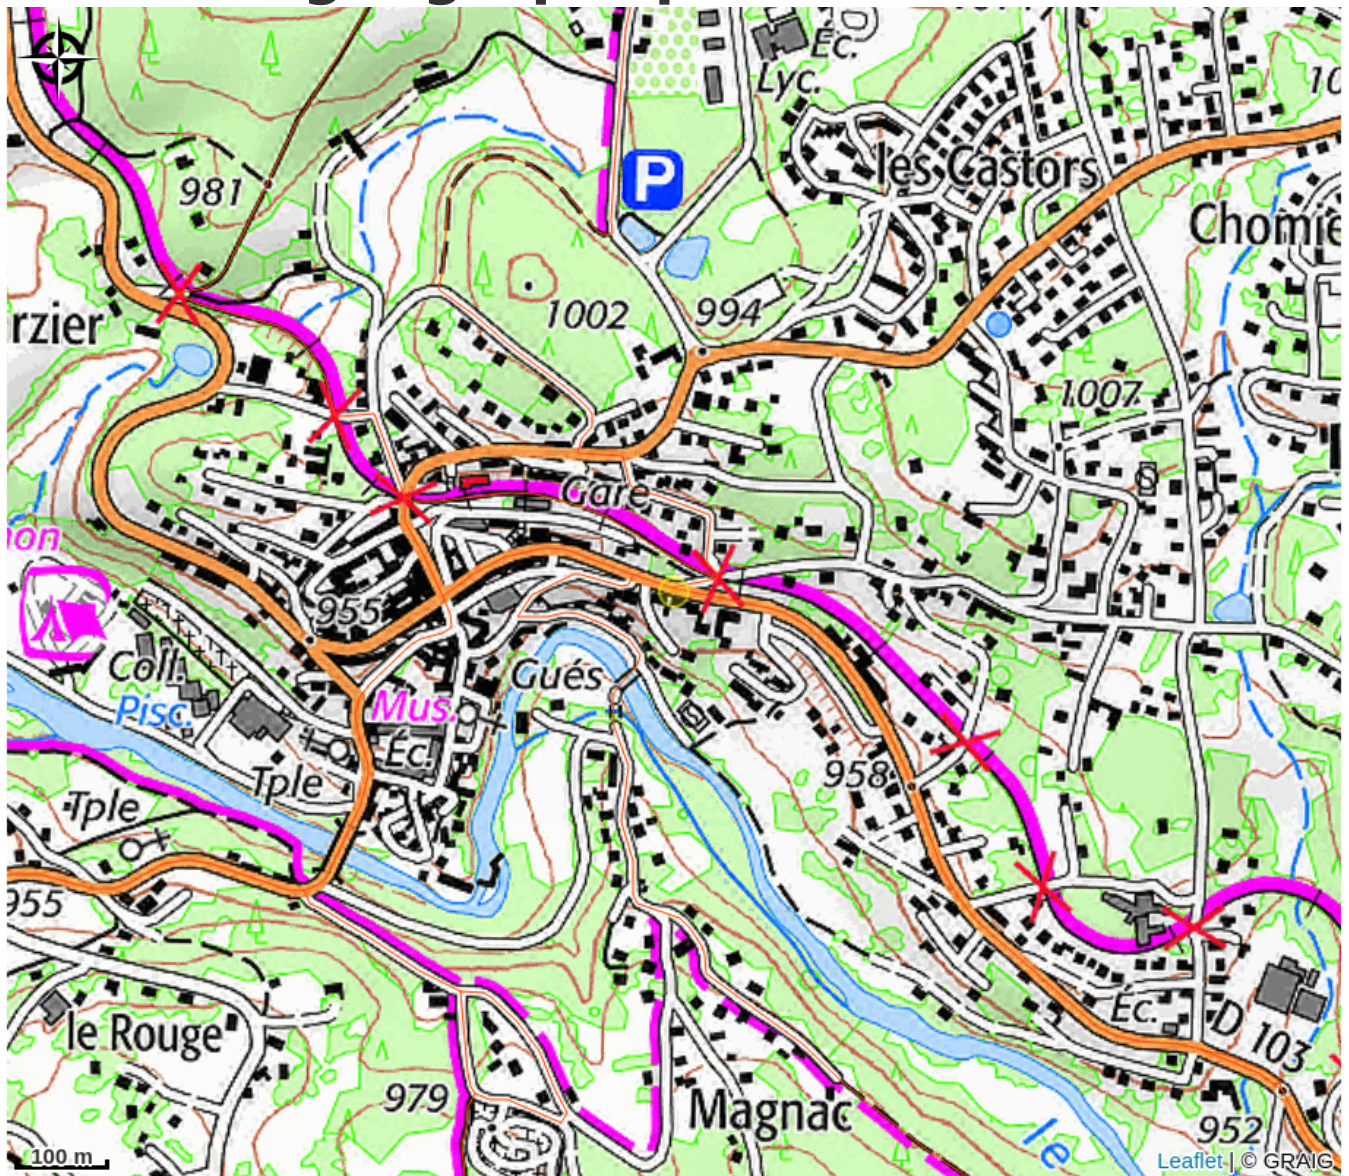 Éc.
Lyc.
les Castors
981
Chomie
1002
994
rzier
1007
Gare
955
Coll.
Pisc.
Mus.
Gués
Éc.
Tple
958
Tple
955
Éc.
D 103
le Rouge
979
Magnac
952
le
P
100 m
Leaflet | © GRAIG